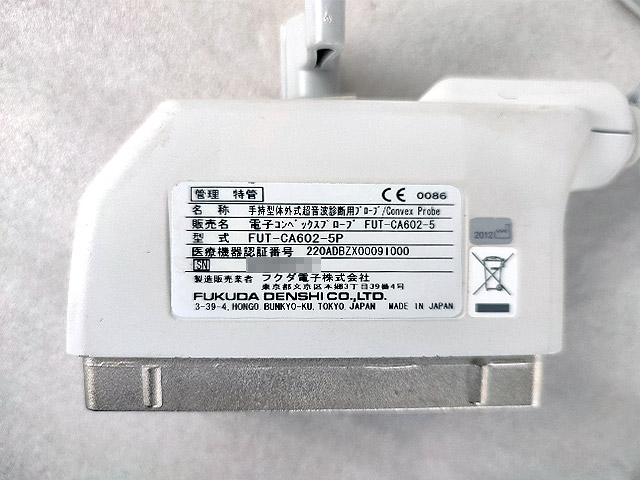 管理 特管
CE 0086
名 称 手持型体外式超音波診断用プローブ/Convex Probe
販売名 電子コンベックスプローブ FUT-CA602-5
型 式 FUT-CA602-5P
医療機器認証番号 220ADBZX00091000
SN
製造販売業者 フクダ電子株式会社
東京都文京区本郷3丁目39番4号
FUKUDA DENSHI CO., LTD.
3-39-4, HONGO BUNKYO-KU, TOKYO, JAPAN MADE IN JAPAN
2012